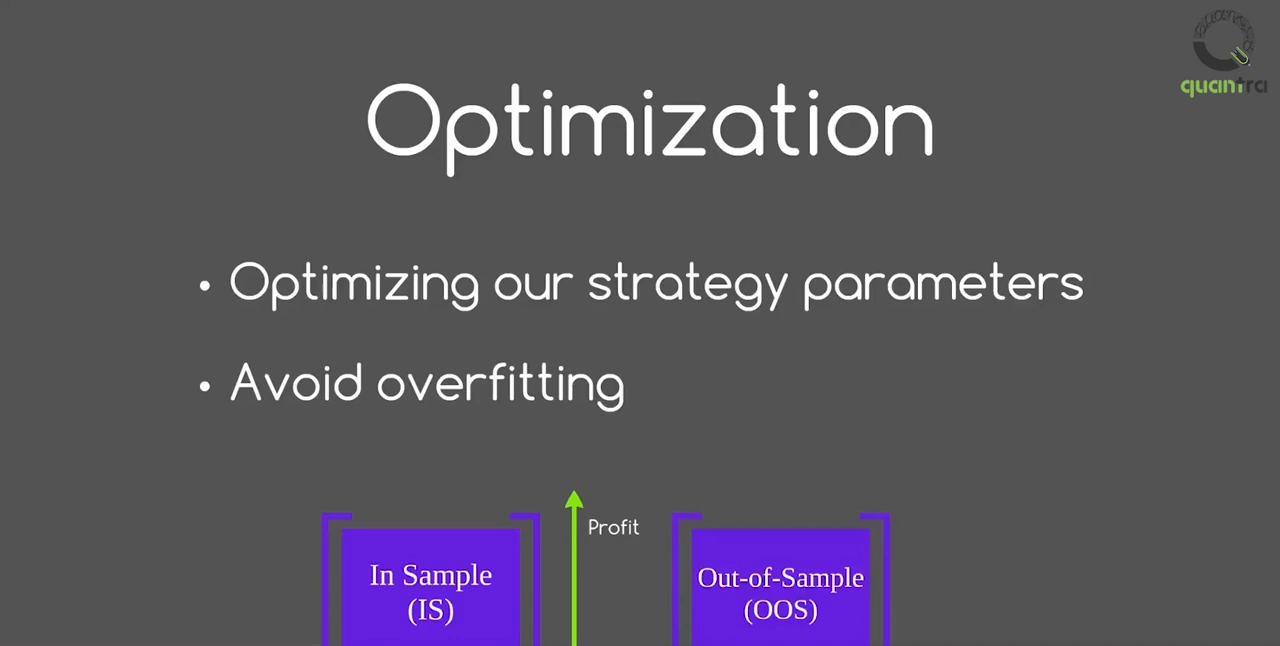 quantra
Optimization
• Optimizing our strategy parameters
• Avoid overfitting
Profit
In Sample
(IS)
Out-of-Sample
(OOS)